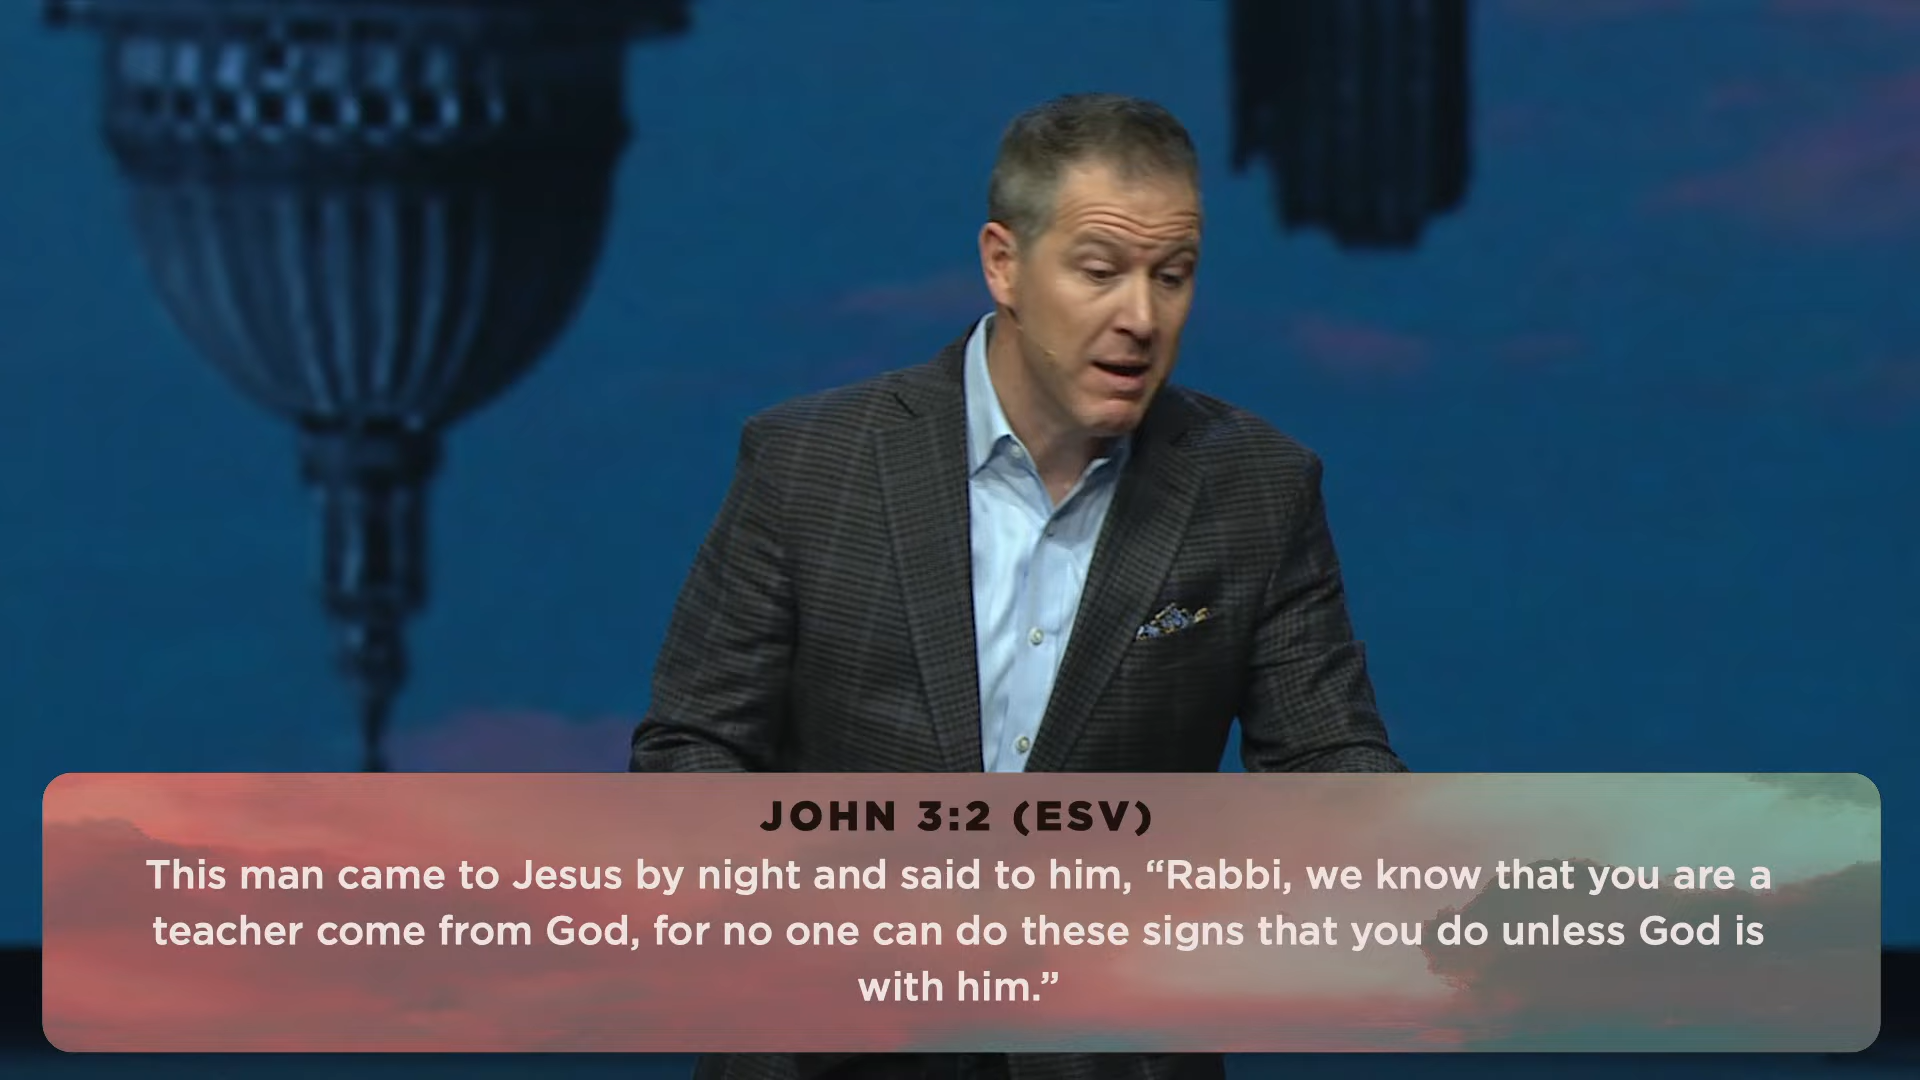 JOHN 3:2 (ESV)
This man came to Jesus by night and said to him, “Rabbi, we know that you are a
teacher come from God, for no one can do these signs that you do unless God is
with him.”